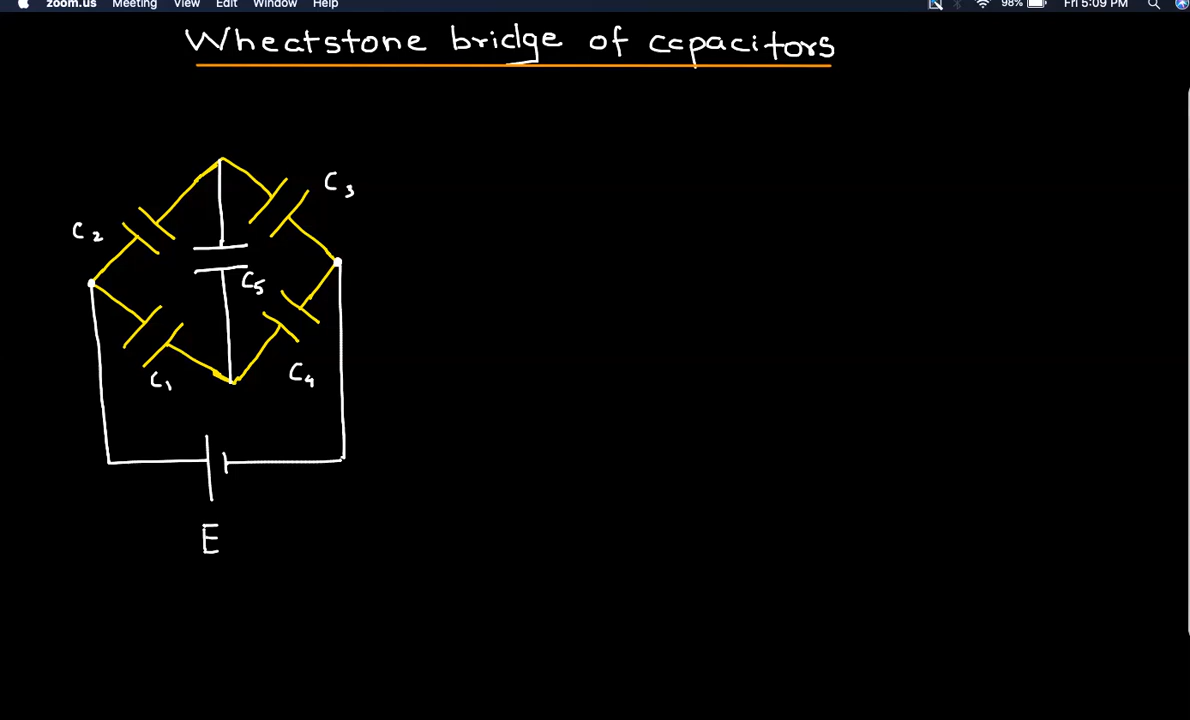 zoom.us Meeting View Edit Window Help 98% Fri 5:09 PM
Wheatstone bridge of capacitors
C3
C2
C5
C1 C4
E